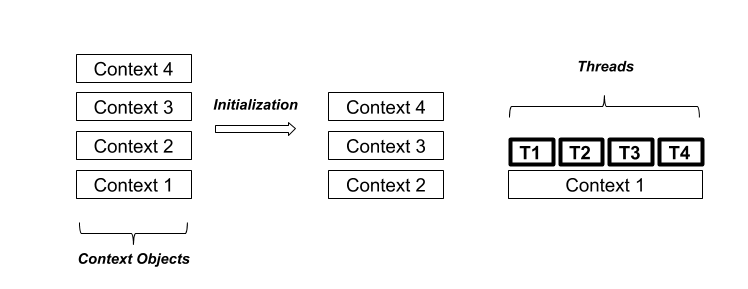 Context 4
Context 3
Context 2
Context 1
Context Objects
Initialization
Context 4
Context 3
Context 2
Threads
T1 T2 T3 T4
Context 1